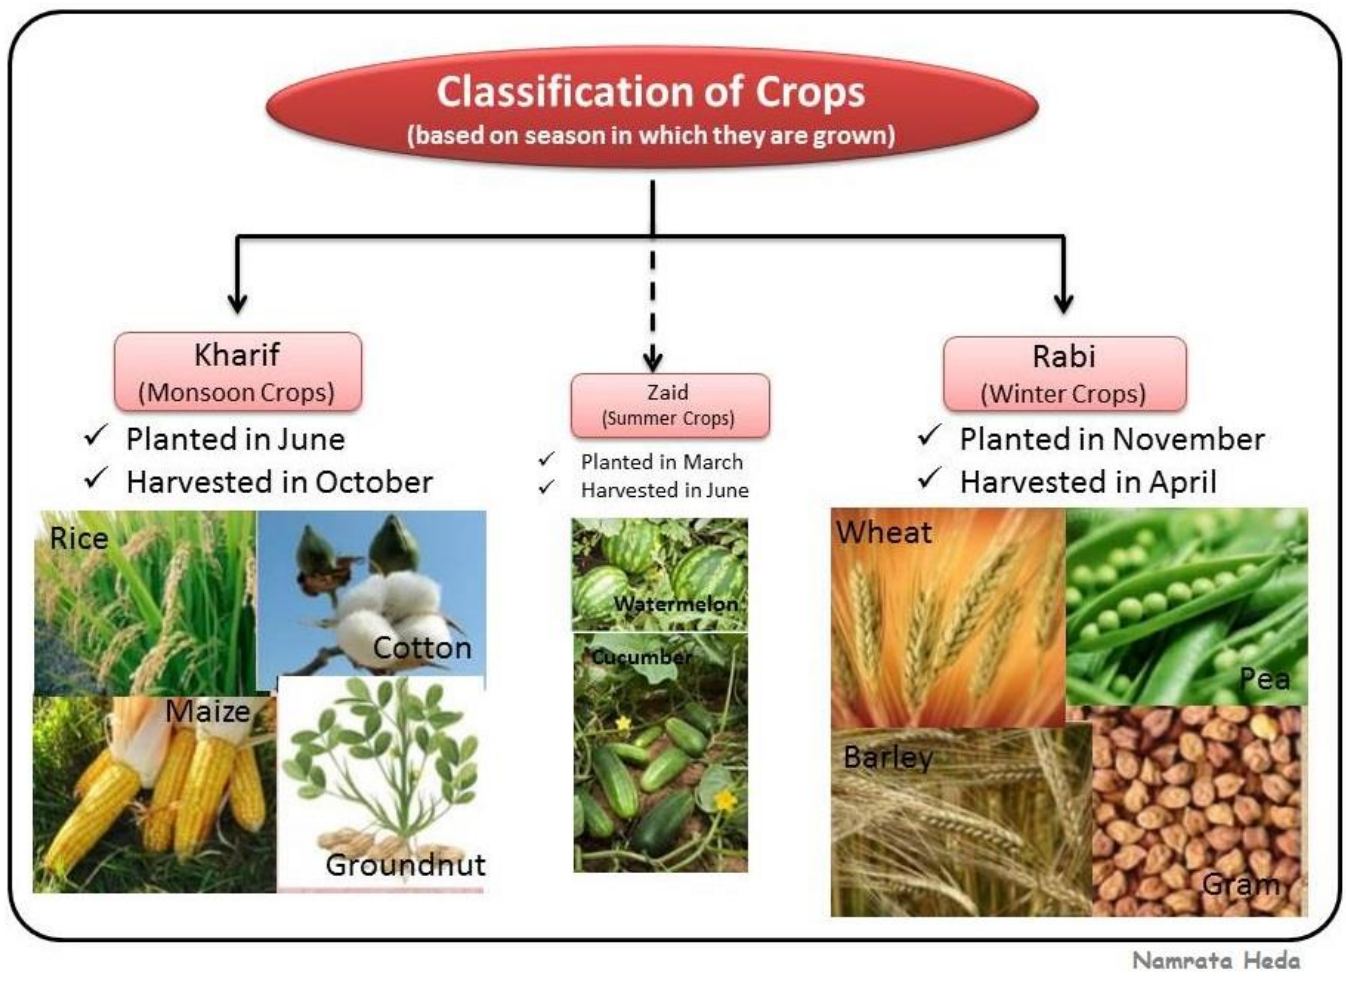 Classification of Crops
(based on season in which they are grown)
Kharif
(Monsoon Crops)
✓ Planted in June
✓ Harvested in October
Rice
Cotton
Maize
Groundnut
Zaid
(Summer Crops)
✓ Planted in March
✓ Harvested in June
Watermelon
Cucumber
Rabi
(Winter Crops)
✓ Planted in November
✓ Harvested in April
Wheat
Pea
Barley
Gram
Namrata Heda